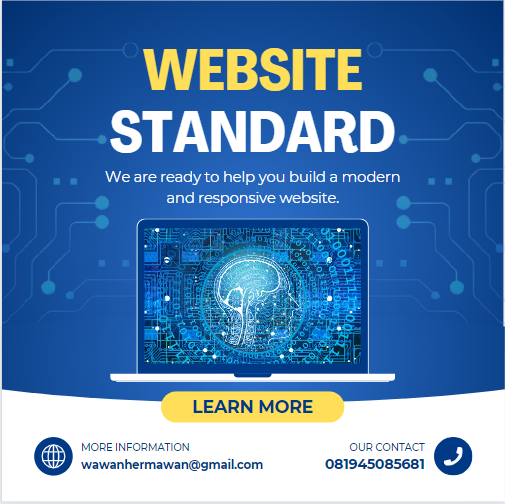 WEBSITE
STANDARD
We are ready to help you build a modern
and responsive website.
LEARN MORE
MORE INFORMATION
wawanhermawan@gmail.com
OUR CONTACT
081945085681